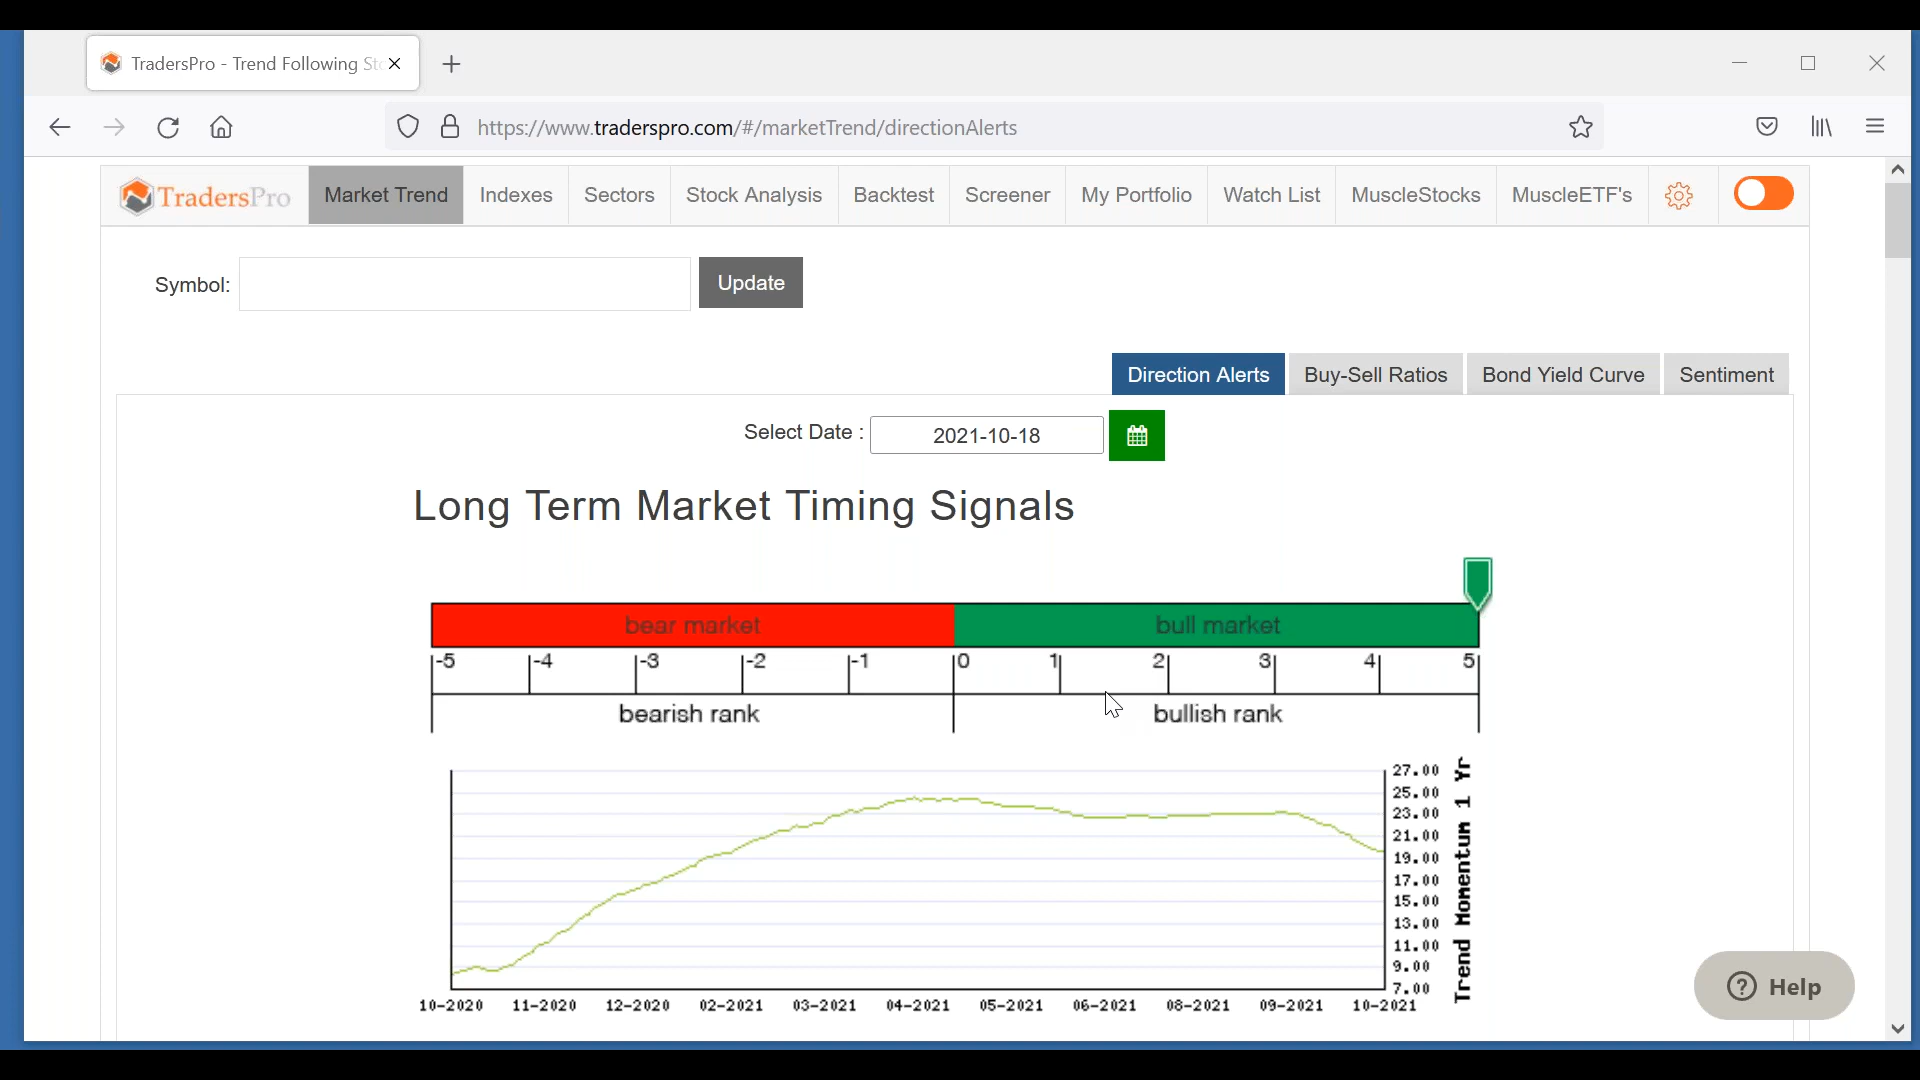 TradersPro - Trend Following St
https://www.traderspro.com/#/marketTrend/directionAlerts
TradersPro Market Trend Indexes Sectors Stock Analysis Backtest Screener My Portfolio Watch List MuscleStocks MuscleETF's
Symbol: Update
Direction Alerts Buy-Sell Ratios Bond Yield Curve Sentiment
Select Date : 2021-10-18
Long Term Market Timing Signals
bear market bull market
-5 -4 -3 -2 -1 0 1 2 3 4 5
bearish rank bullish rank
27.00
25.00
23.00
21.00
19.00
17.00
15.00
13.00
11.00
9.00
7.00
Trend Momentum 1 Yr
10-2020 11-2020 12-2020 02-2021 03-2021 04-2021 05-2021 06-2021 08-2021 09-2021 10-2021
? Help